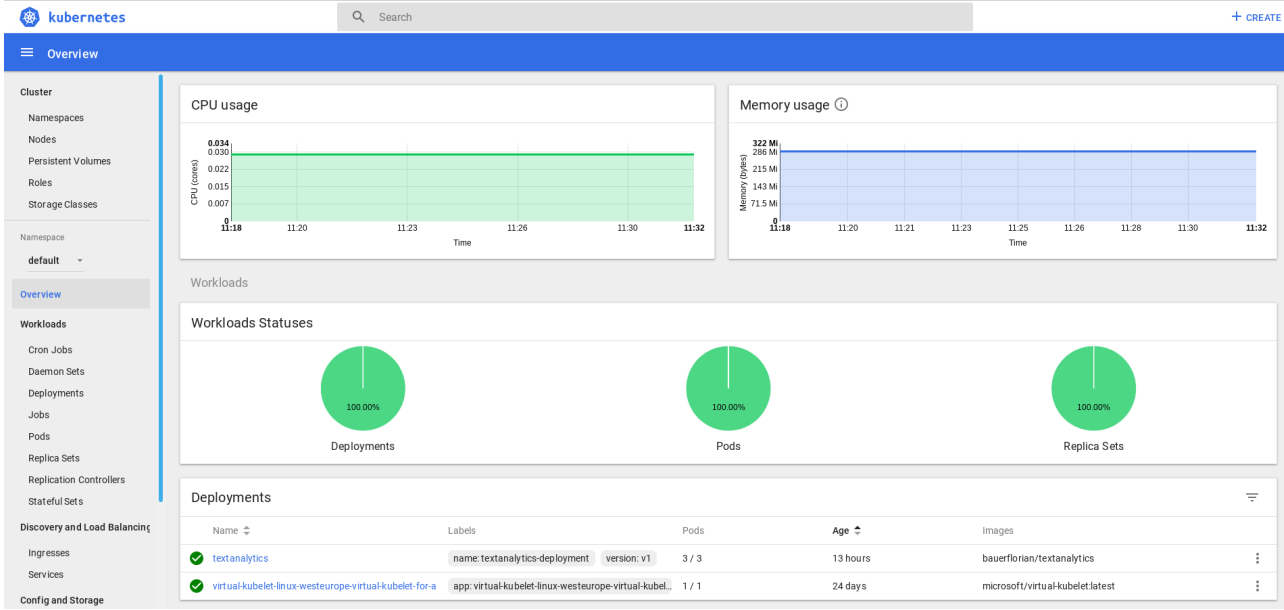 kubernetes
Search
+ CREATE
Overview
Cluster
Namespaces
Nodes
Persistent Volumes
Roles
Storage Classes
Namespace
default
Overview
Workloads
Cron Jobs
Daemon Sets
Deployments
Jobs
Pods
Replica Sets
Replication Controllers
Stateful Sets
Discovery and Load Balancing
Ingresses
Services
Config and Storage
CPU usage
CPU (cores)
0.034
0.030
0.022
0.015
0.007
0
11:18 11:20 11:23 11:26 11:30 11:32
Time
Memory usage
Memory (bytes)
322 Mi
286 Mi
215 Mi
143 Mi
71.5 Mi
0
11:18 11:20 11:21 11:23 11:25 11:26 11:28 11:30 11:32
Time
Workloads
Workloads Statuses
100.00% 100.00% 100.00%
Deployments Pods Replica Sets
Deployments
Name Labels Pods Age Images
textanalytics name: textanalytics-deployment version: v1 3 / 3 13 hours bauerflorian/textanalytics
virtual-kubelet-linux-westeurope-virtual-kubelet-for-a app: virtual-kubelet-linux-westeurope-virtual-kubel... 1 / 1 24 days microsoft/virtual-kubelet:latest